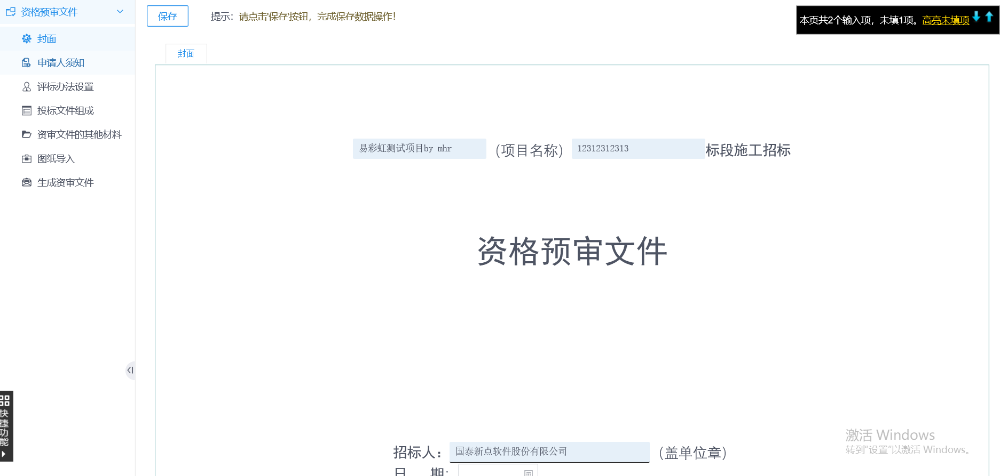 资格预审文件
封面
申请人须知
评标办法设置
投标文件组成
资审文件的其他材料
图纸导入
生成资审文件
快捷功能
保存
提示：请点击'保存'按钮，完成保存数据操作！
本页共2个输入项，未填1项。高亮未填项
封面
易彩虹测试项目by mhr （项目名称） 12312312313 标段施工招标
资格预审文件
招标人： 国泰新点软件股份有限公司 （盖单位章）
日 期：
激活 Windows
转到“设置”以激活 Windows。